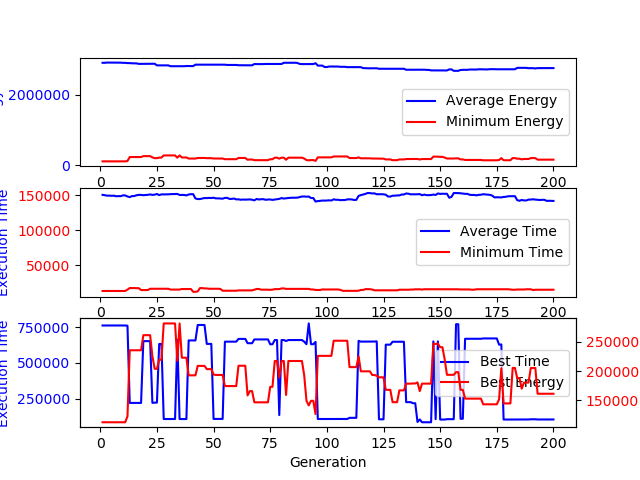 2000000
0
Average Energy
Minimum Energy
0 25 50 75 100 125 150 175 200
150000
100000
50000
Execution Time
Average Time
Minimum Time
0 25 50 75 100 125 150 175 200
750000
500000
250000
Execution Time
Best Time
Best Energy
250000
200000
150000
0 25 50 75 100 125 150 175 200
Generation